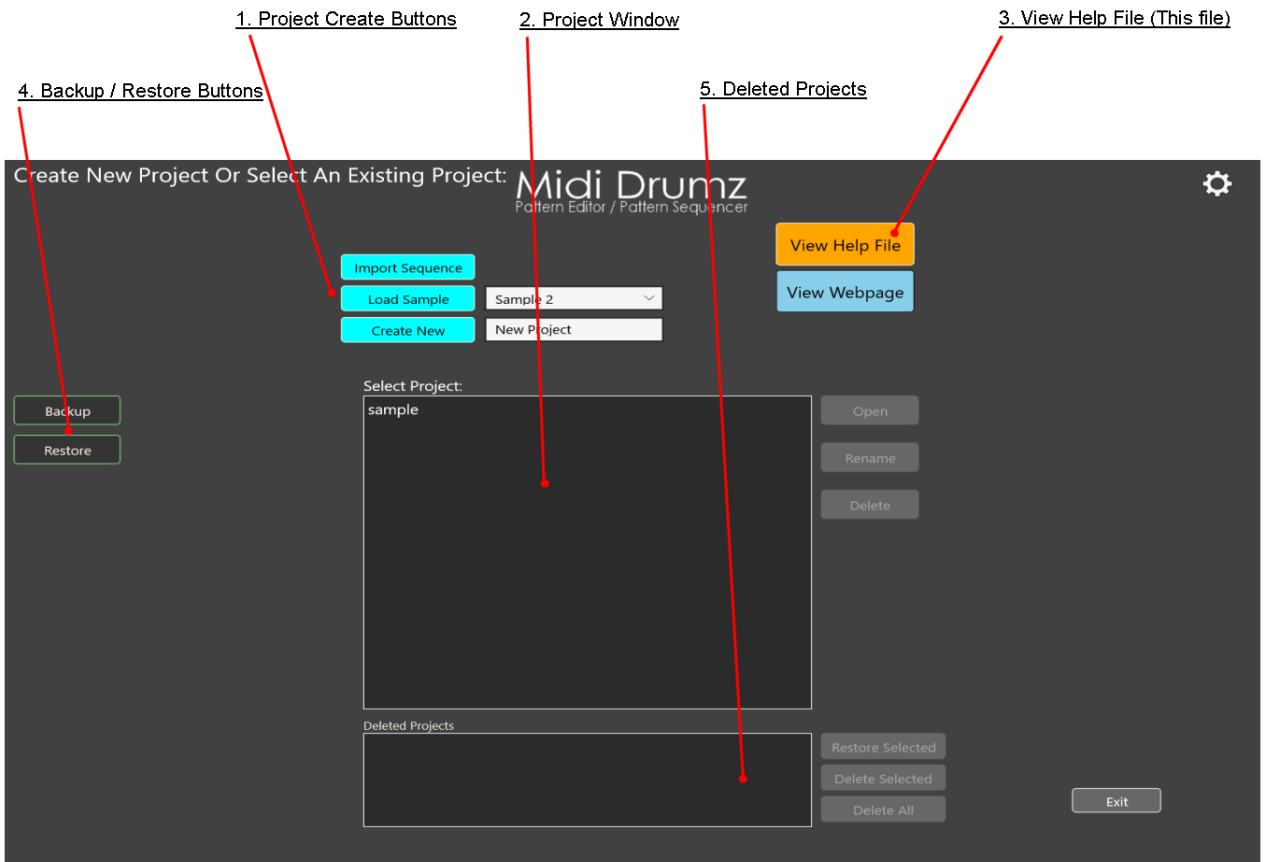 1. Project Create Buttons
2. Project Window
3. View Help File (This file)
4. Backup / Restore Buttons
5. Deleted Projects
Create New Project Or Select An Existing Project:
Midi Drumz
Pattern Editor / Pattern Sequencer
View Help File
Import Sequence
View Webpage
Load Sample
Sample 2
Create New
New Project
Select Project:
Backup
sample
Open
Restore
Rename
Delete
Deleted Projects
Restore Selected
Delete Selected
Delete All
Exit